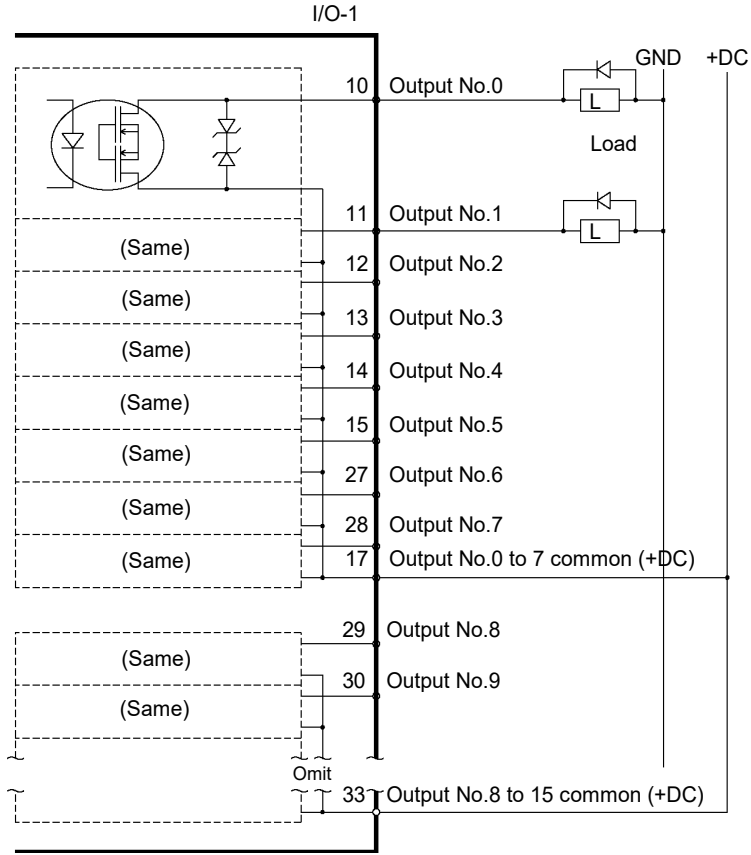 I/O-1
GND +DC
10 Output No.0
L
Load
11 Output No.1
L
(Same)
12 Output No.2
(Same)
13 Output No.3
(Same)
14 Output No.4
(Same)
15 Output No.5
(Same)
27 Output No.6
(Same)
28 Output No.7
(Same)
17 Output No.0 to 7 common (+DC)
29 Output No.8
(Same)
30 Output No.9
(Same)
Omit
33 Output No.8 to 15 common (+DC)